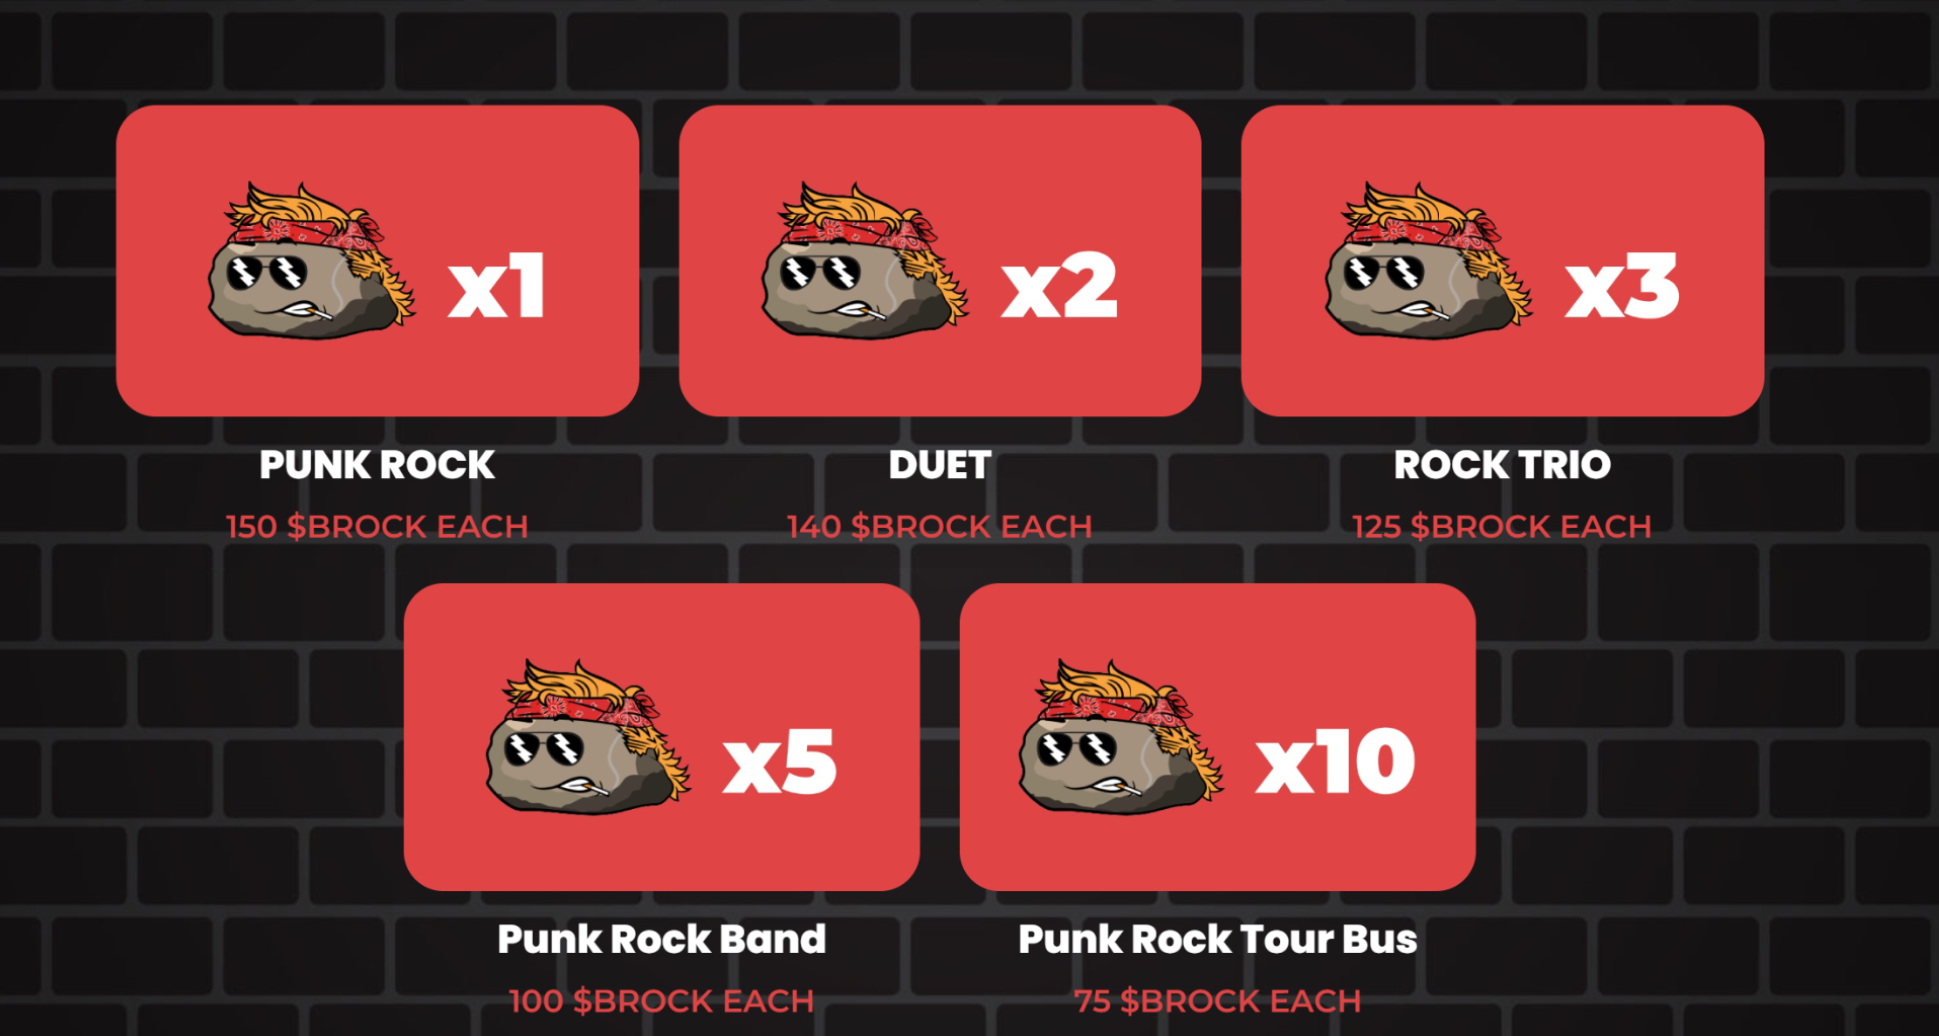 x1
x2
x3
PUNK ROCK
DUET
ROCK TRIO
150 $BROCK EACH
140 $BROCK EACH
125 $BROCK EACH
x5
x10
Punk Rock Band
Punk Rock Tour Bus
100 $BROCK EACH
75 $BROCK EACH